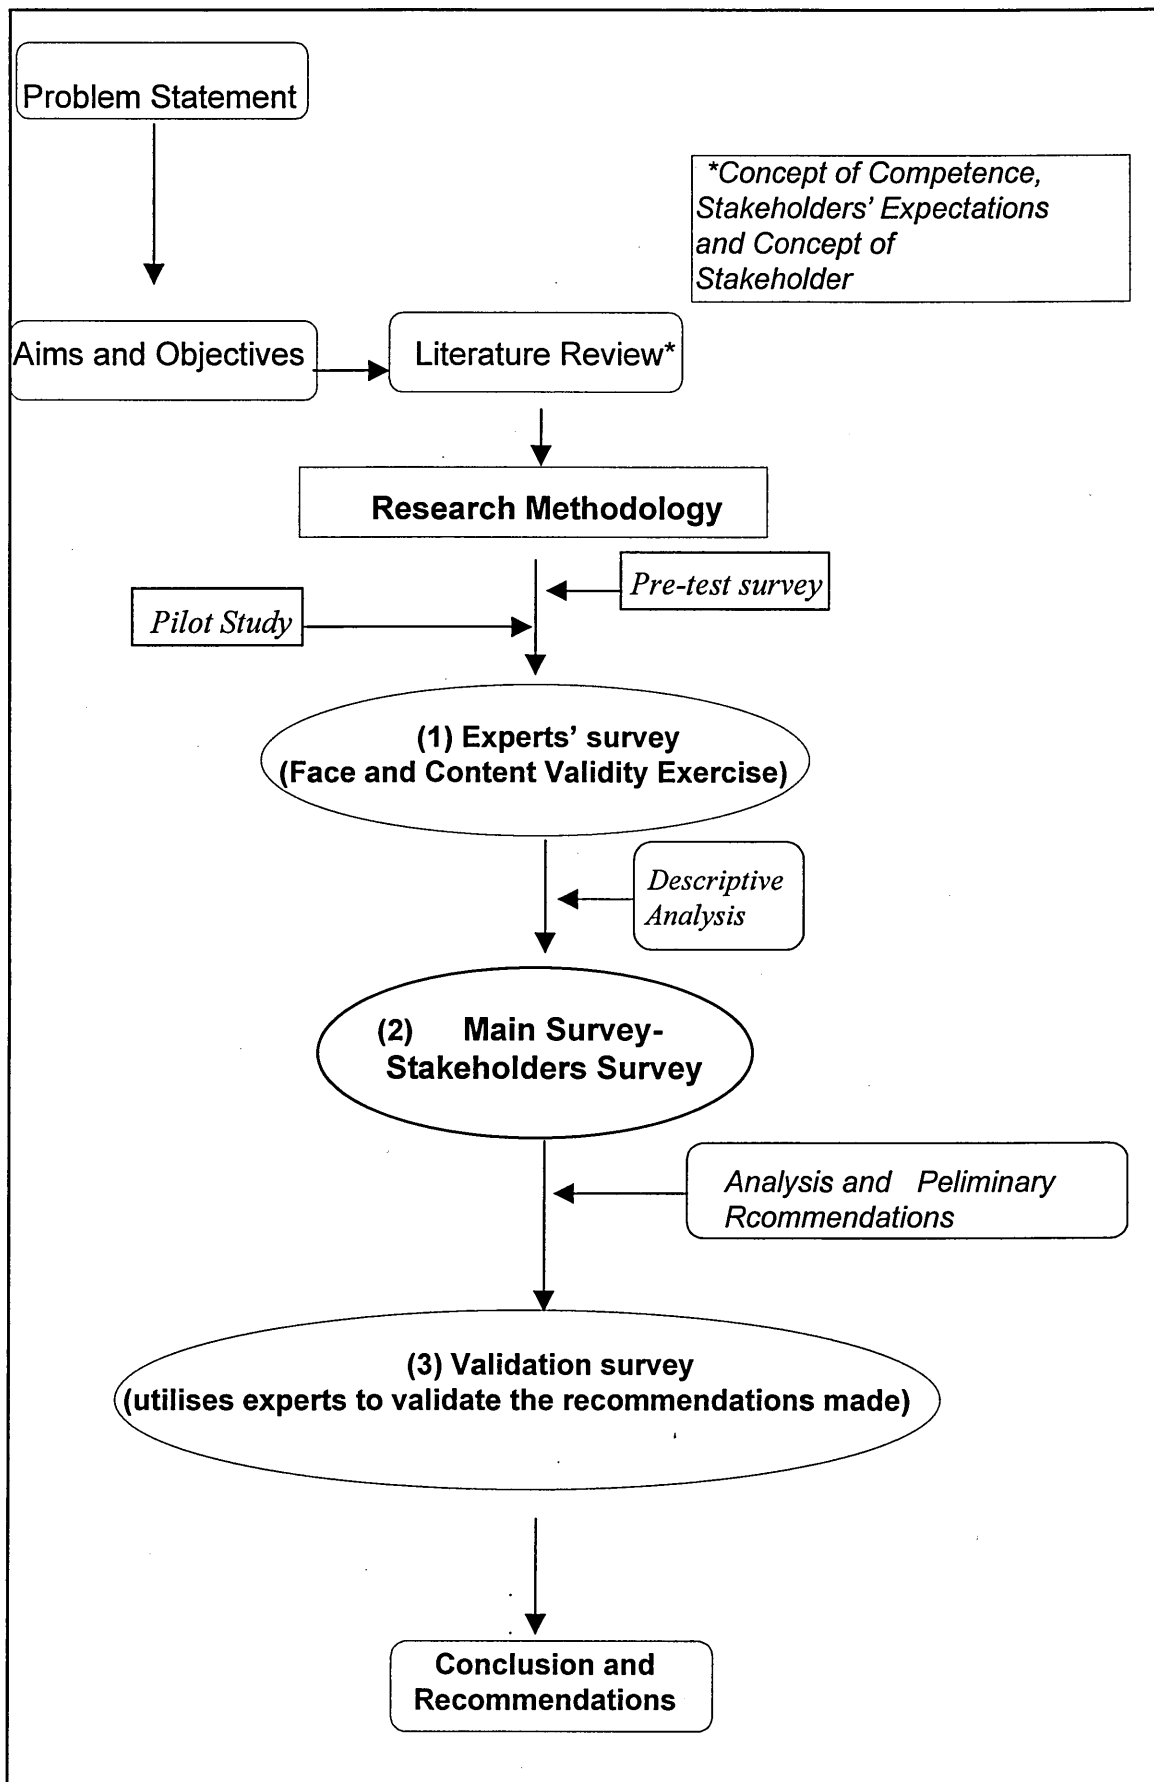 Problem Statement
*Concept of Competence,
Stakeholders' Expectations
and Concept of
Stakeholder
Aims and Objectives
Literature Review*
Research Methodology
Pre-test survey
Pilot Study
(1) Experts' survey
(Face and Content Validity Exercise)
Descriptive
Analysis
(2) Main Survey-
Stakeholders Survey
Analysis and Peliminary
Rcommendations
(3) Validation survey
(utilises experts to validate the recommendations made)
Conclusion and
Recommendations